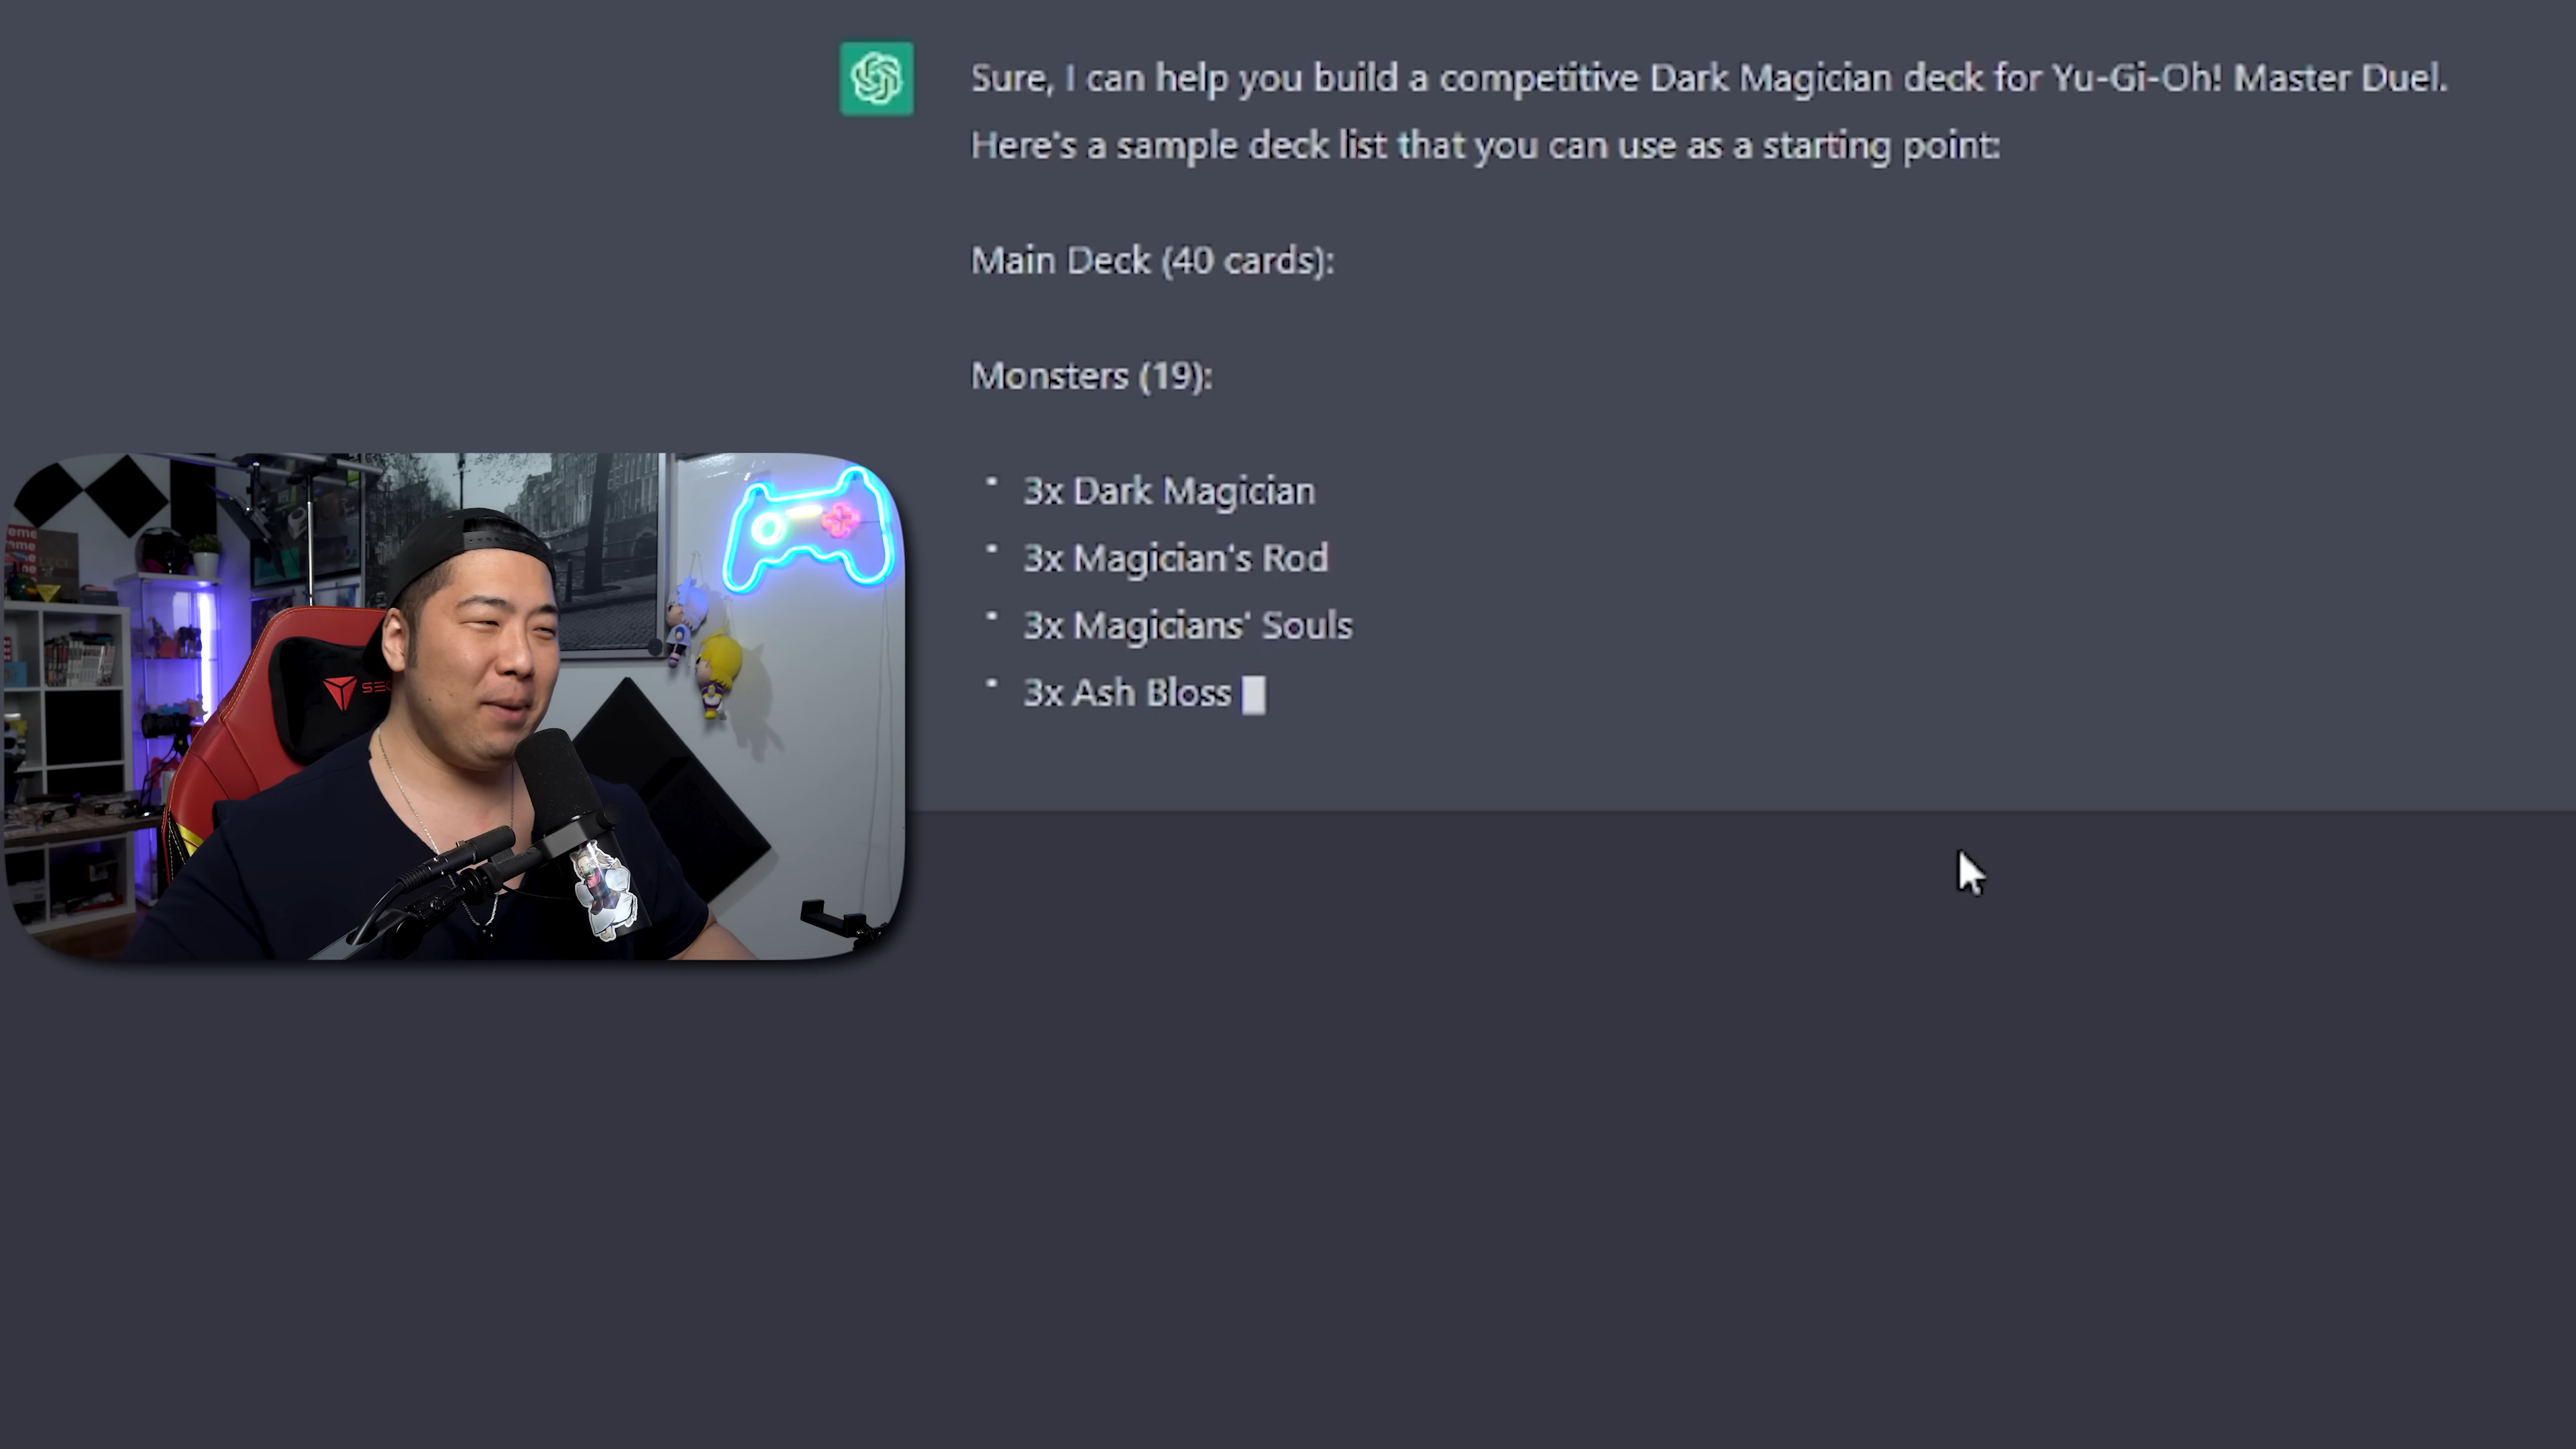 Sure, I can help you build a competitive Dark Magician deck for Yu-Gi-Oh! Master Duel.
Here's a sample deck list that you can use as a starting point:
Main Deck (40 cards):
Monsters (19):
3x Dark Magician
3x Magician's Rod
3x Magicians' Souls
3x Ash Bloss
SEC